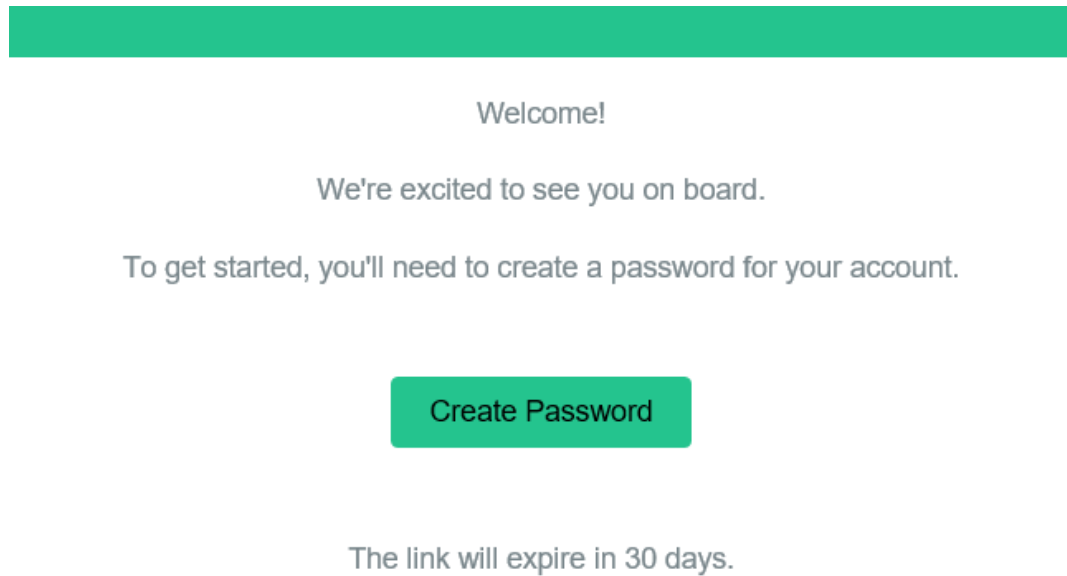 Welcome!
We're excited to see you on board.
To get started, you'll need to create a password for your account.
Create Password
The link will expire in 30 days.